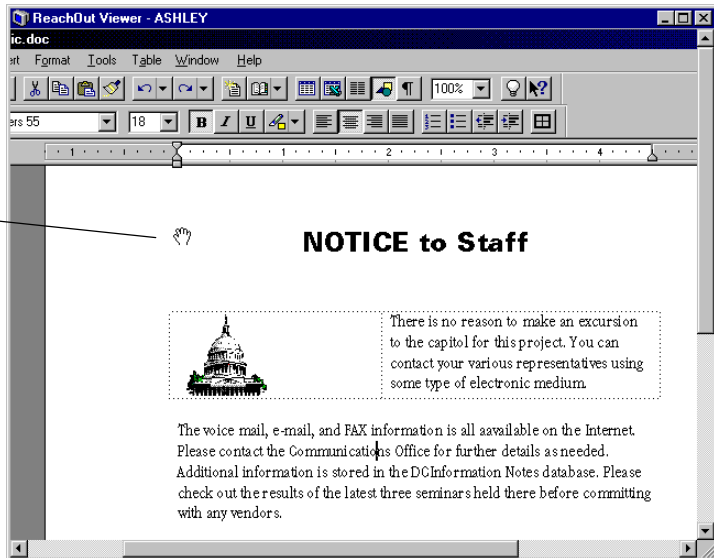 ReachOut Viewer - ASHLEY
ic.doc
ert Format Tools Table Window Help
100%
ers 55 18 B I U
1 1 2 3 4
NOTICE to Staff
There is no reason to make an excursion
to the capitol for this project. You can
contact your various representatives using
some type of electronic medium.
The voice mail, e-mail, and FAX information is all aavailable on the Internet.
Please contact the Communications Office for further details as needed.
Additional information is stored in the DCInformation Notes database. Please
check out the results of the latest three seminars held there before committing
with any vendors.